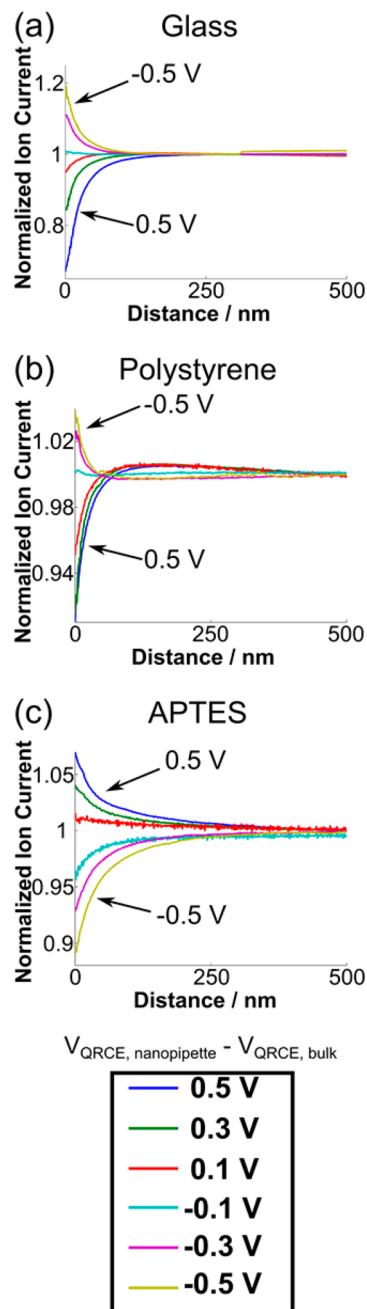 (a) Glass
Normalized Ion Current
1.2
1
0.8
-0.5 V
0.5 V
0 250 500
Distance / nm
(b) Polystyrene
Normalized Ion Current
1.02
0.98
0.94
-0.5 V
0.5 V
0 250 500
Distance / nm
(c) APTES
Normalized Ion Current
1.05
1
0.95
0.9
0.5 V
-0.5 V
0 250 500
Distance / nm
VQRCE, nanopipette - VQRCE, bulk
0.5 V
0.3 V
0.1 V
-0.1 V
-0.3 V
-0.5 V